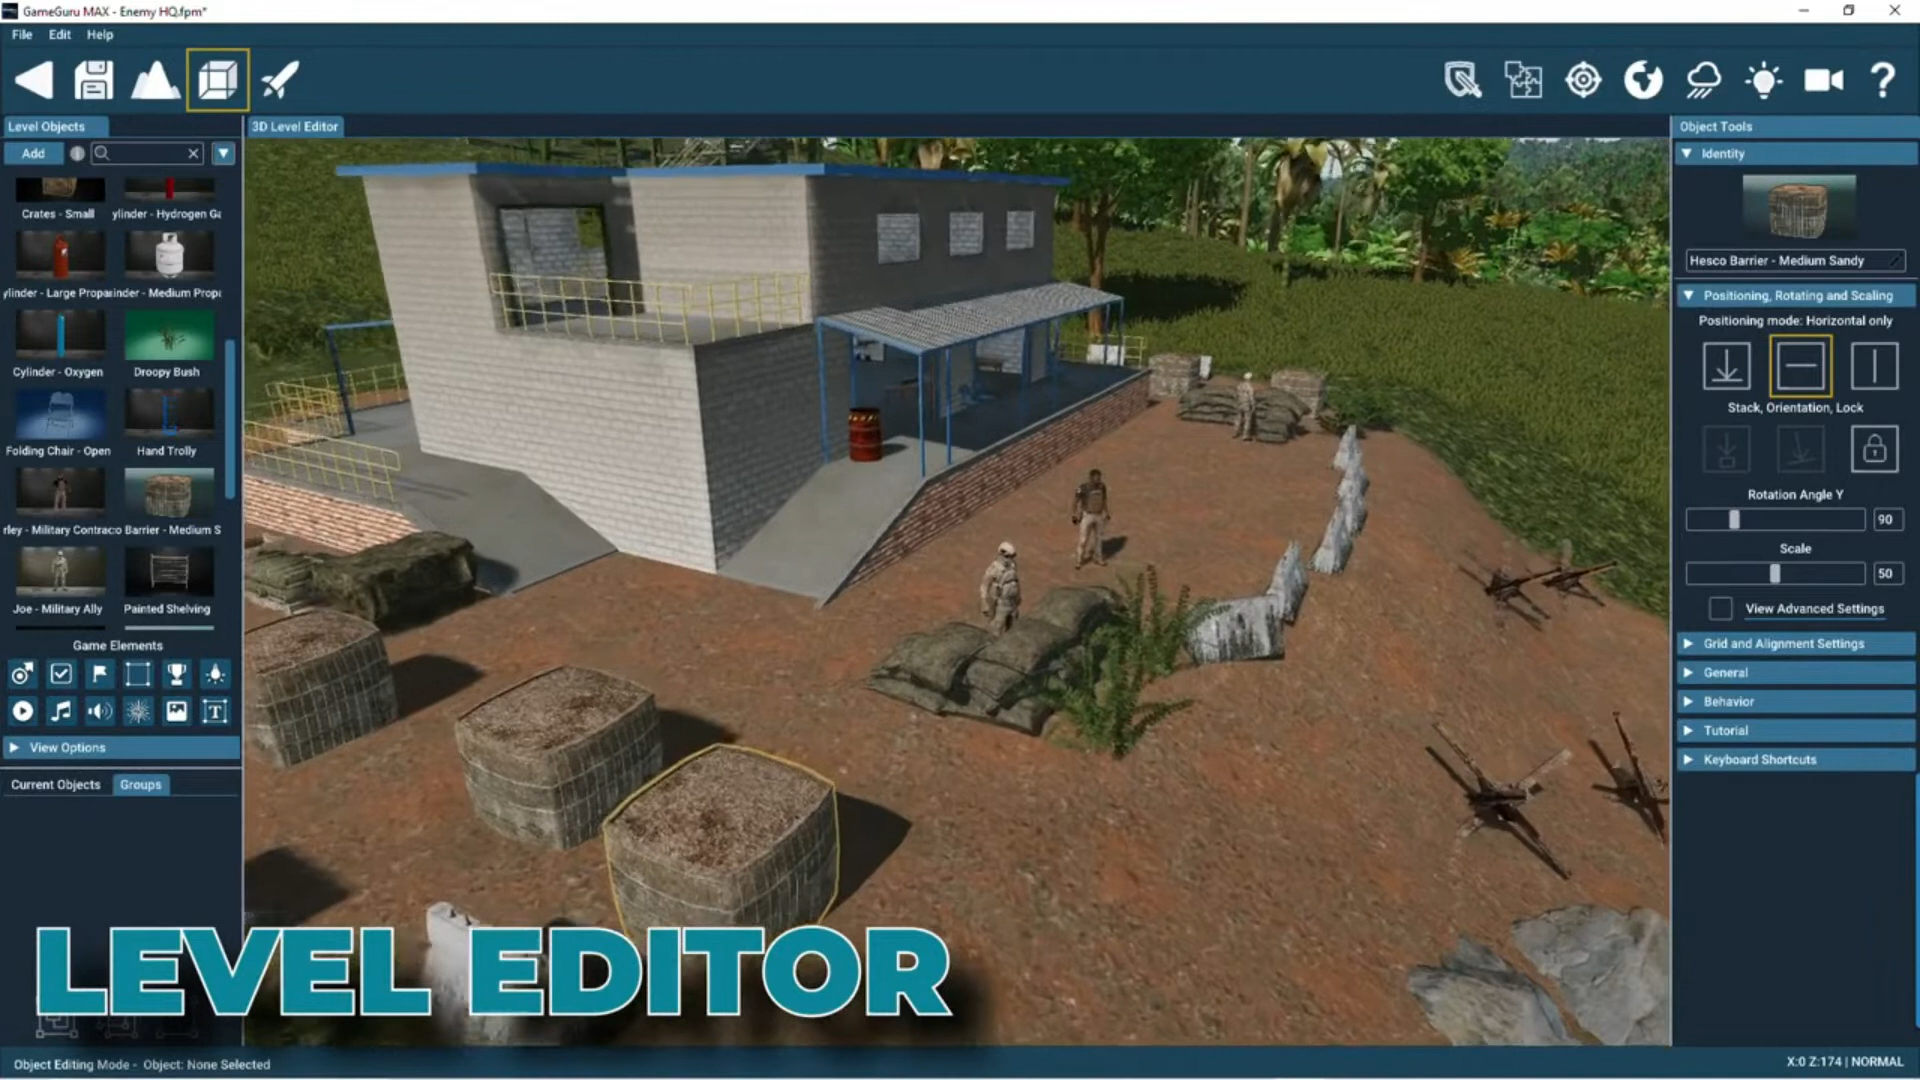 GameGuru MAX - Enemy HQ.fpm*
File Edit Help
Level Objects
3D Level Editor
Object Tools
Add
Identity
Crates - Small
ylinder - Hydrogen Ga
Hesco Barrier - Medium Sandy
ylinder - Large Propa
inder - Medium Prop
Positioning, Rotating and Scaling
Positioning mode: Horizontal only
Cylinder - Oxygen
Droopy Bush
Stack, Orientation, Lock
Folding Chair - Open
Hand Trolly
Rotation Angle Y
90
rley - Military Contrac
o Barrier - Medium S
Scale
50
Joe - Military Ally
Painted Shelving
View Advanced Settings
Game Elements
Grid and Alignment Settings
General
Behavior
Tutorial
Keyboard Shortcuts
View Options
Current Objects
Groups
LEVEL EDITOR
Object Editing Mode - Object: None Selected
X:0 Z:174 | NORMAL